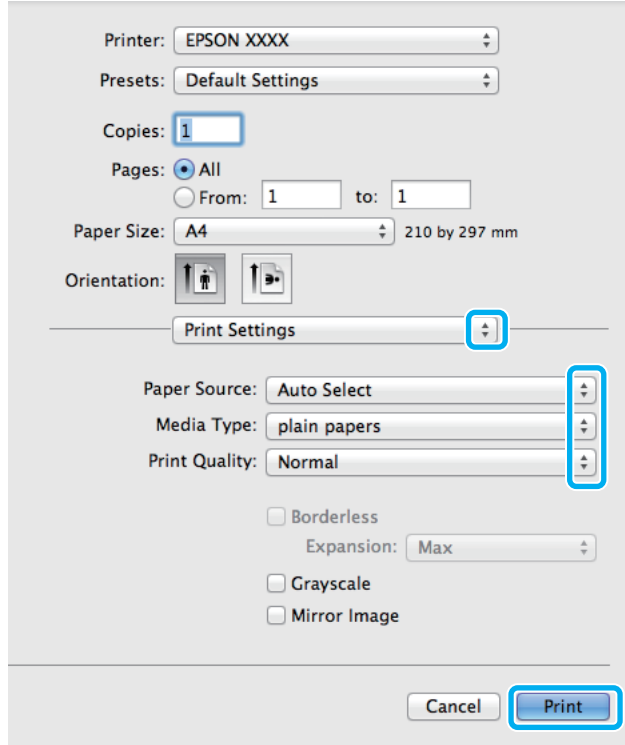 Printer: EPSON XXXX
Presets: Default Settings
Copies: 1
Pages: All
From: 1 to: 1
Paper Size: A4 210 by 297 mm
Orientation:
Print Settings
Paper Source: Auto Select
Media Type: plain papers
Print Quality: Normal
Borderless
Expansion: Max
Grayscale
Mirror Image
Cancel Print